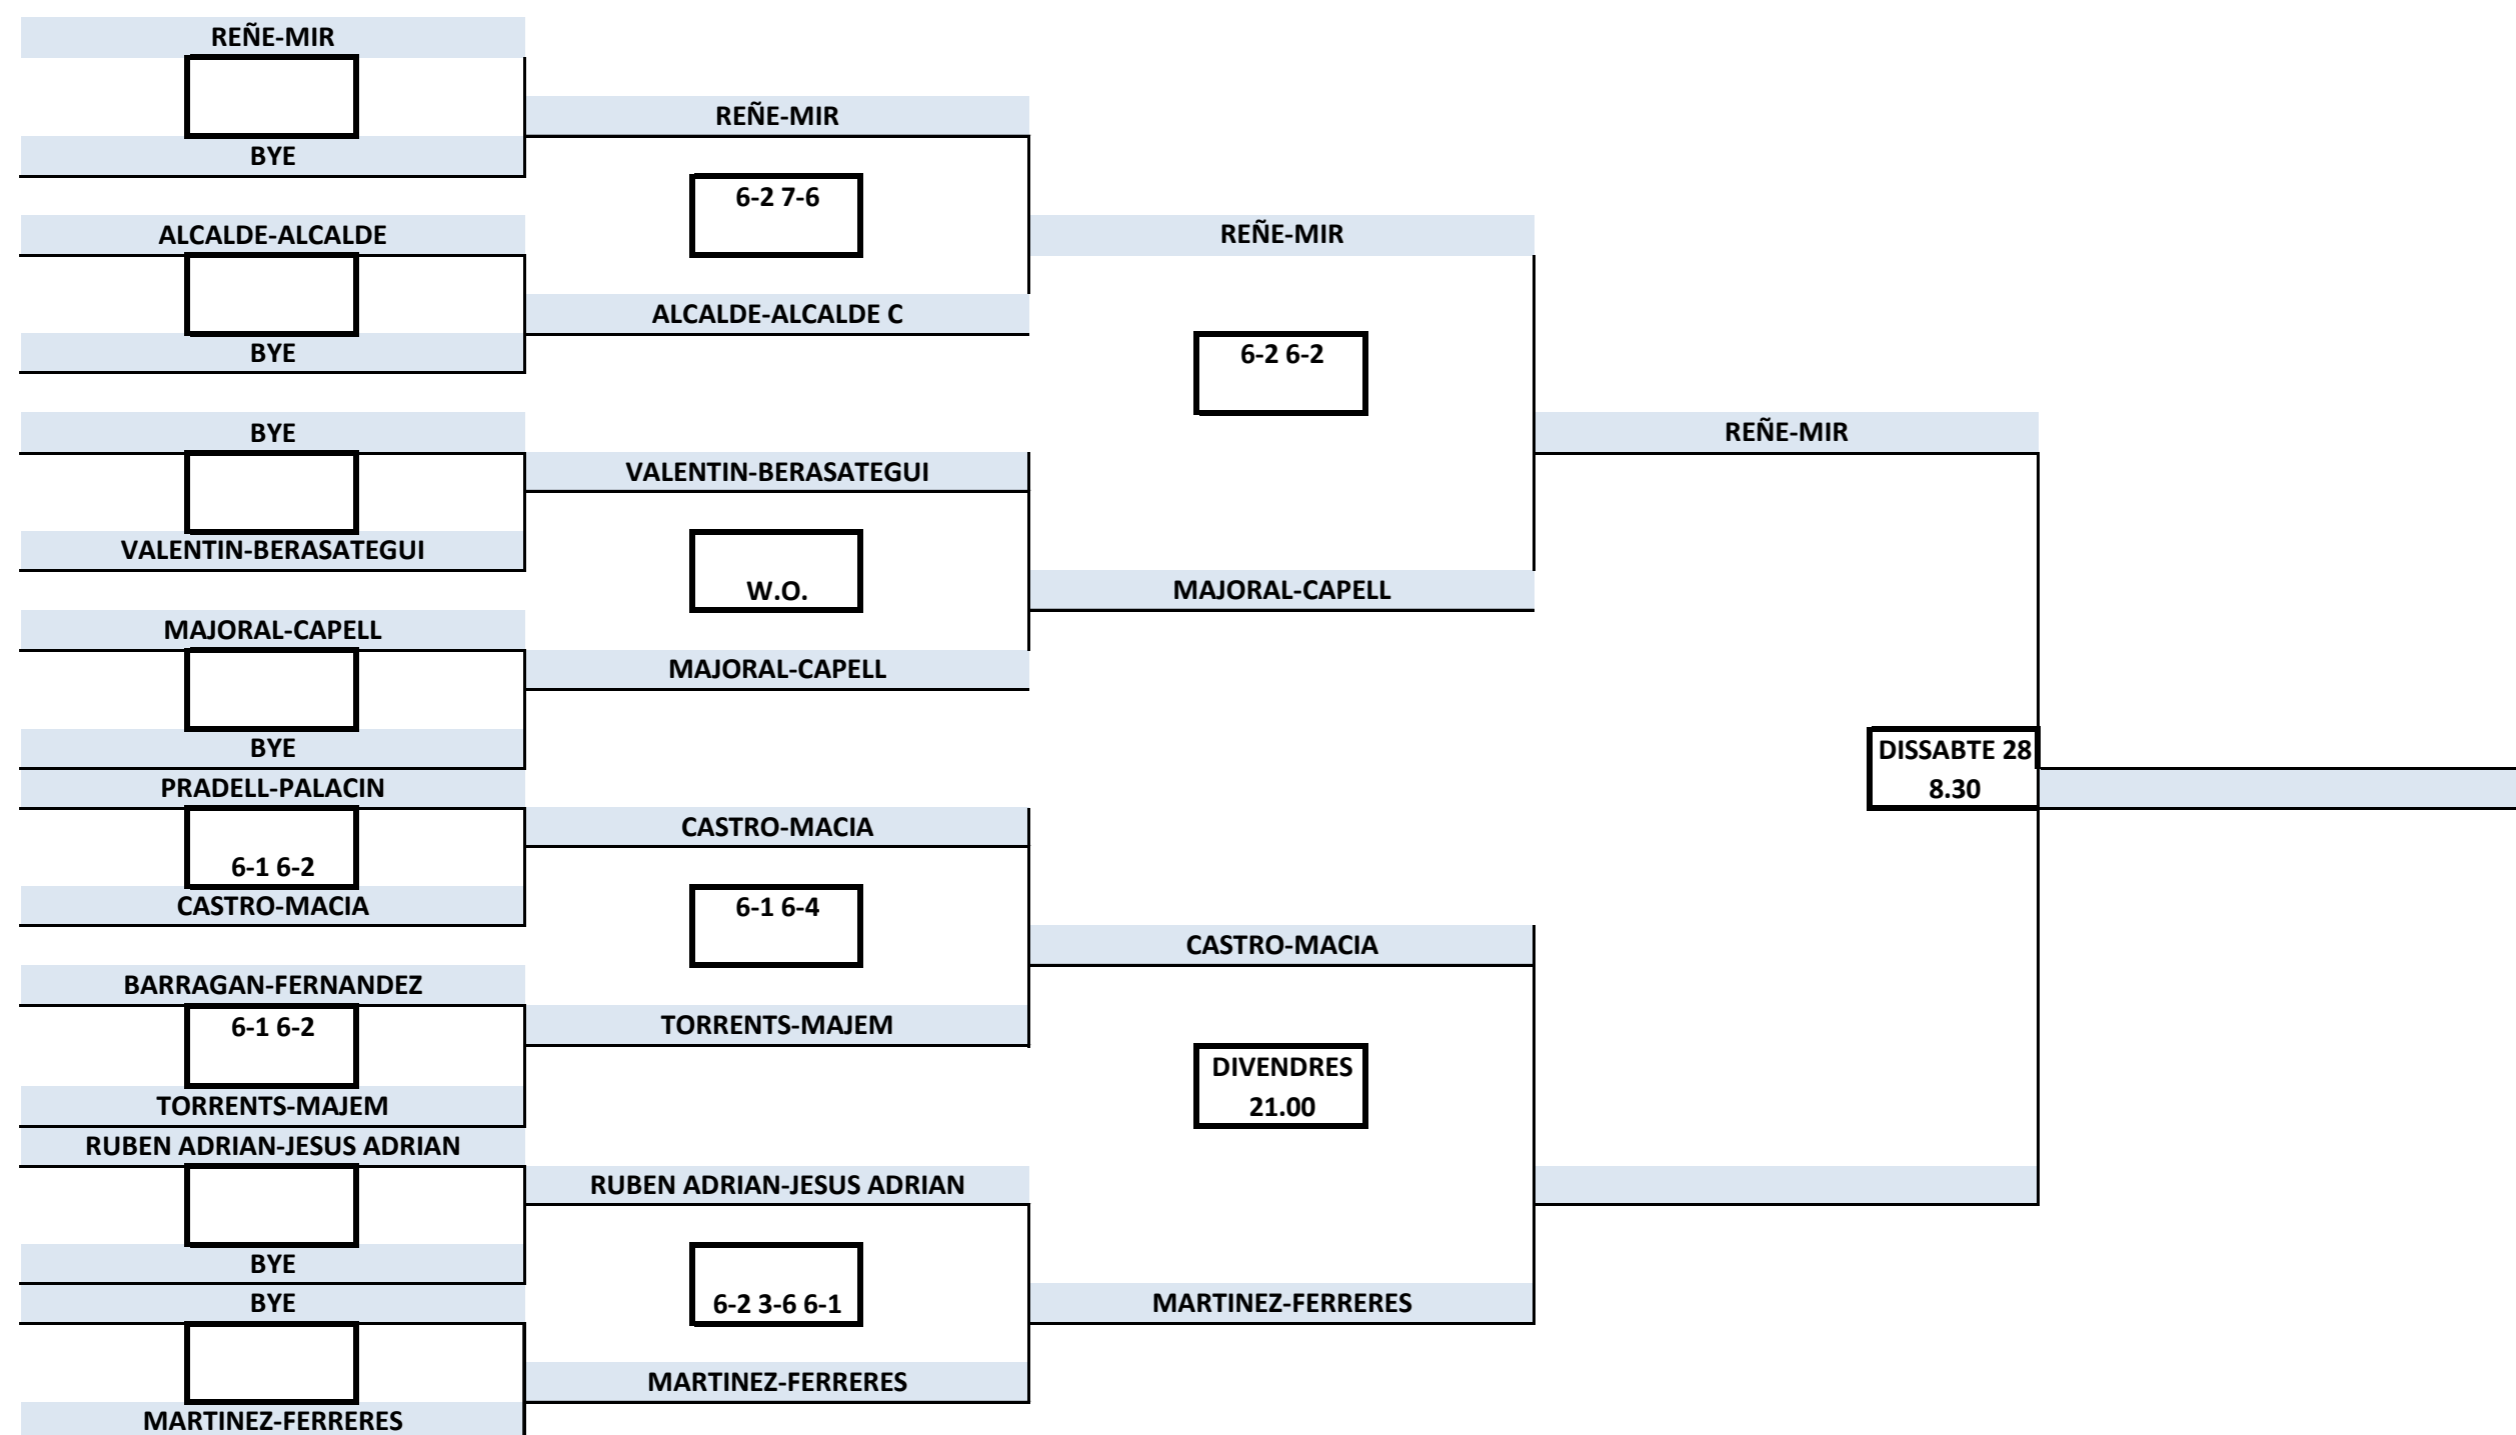 REÑE-MIR
REÑE-MIR
BYE
6-2 7-6
ALCALDE-ALCALDE
REÑE-MIR
ALCALDE-ALCALDE C
BYE
6-2 6-2
BYE
REÑE-MIR
VALENTIN-BERASATEGUI
VALENTIN-BERASATEGUI
W.O.
MAJORAL-CAPELL
MAJORAL-CAPELL
MAJORAL-CAPELL
BYE
DISSABTE 28
8.30
PRADELL-PALACIN
CASTRO-MACIA
6-1 6-2
CASTRO-MACIA
6-1 6-4
CASTRO-MACIA
BARRAGAN-FERNANDEZ
6-1 6-2
TORRENTS-MAJEM
DIVENDRES
21.00
TORRENTS-MAJEM
RUBEN ADRIAN-JESUS ADRIAN
RUBEN ADRIAN-JESUS ADRIAN
BYE
BYE
6-2 3-6 6-1
MARTINEZ-FERRERES
MARTINEZ-FERRERES
MARTINEZ-FERRERES